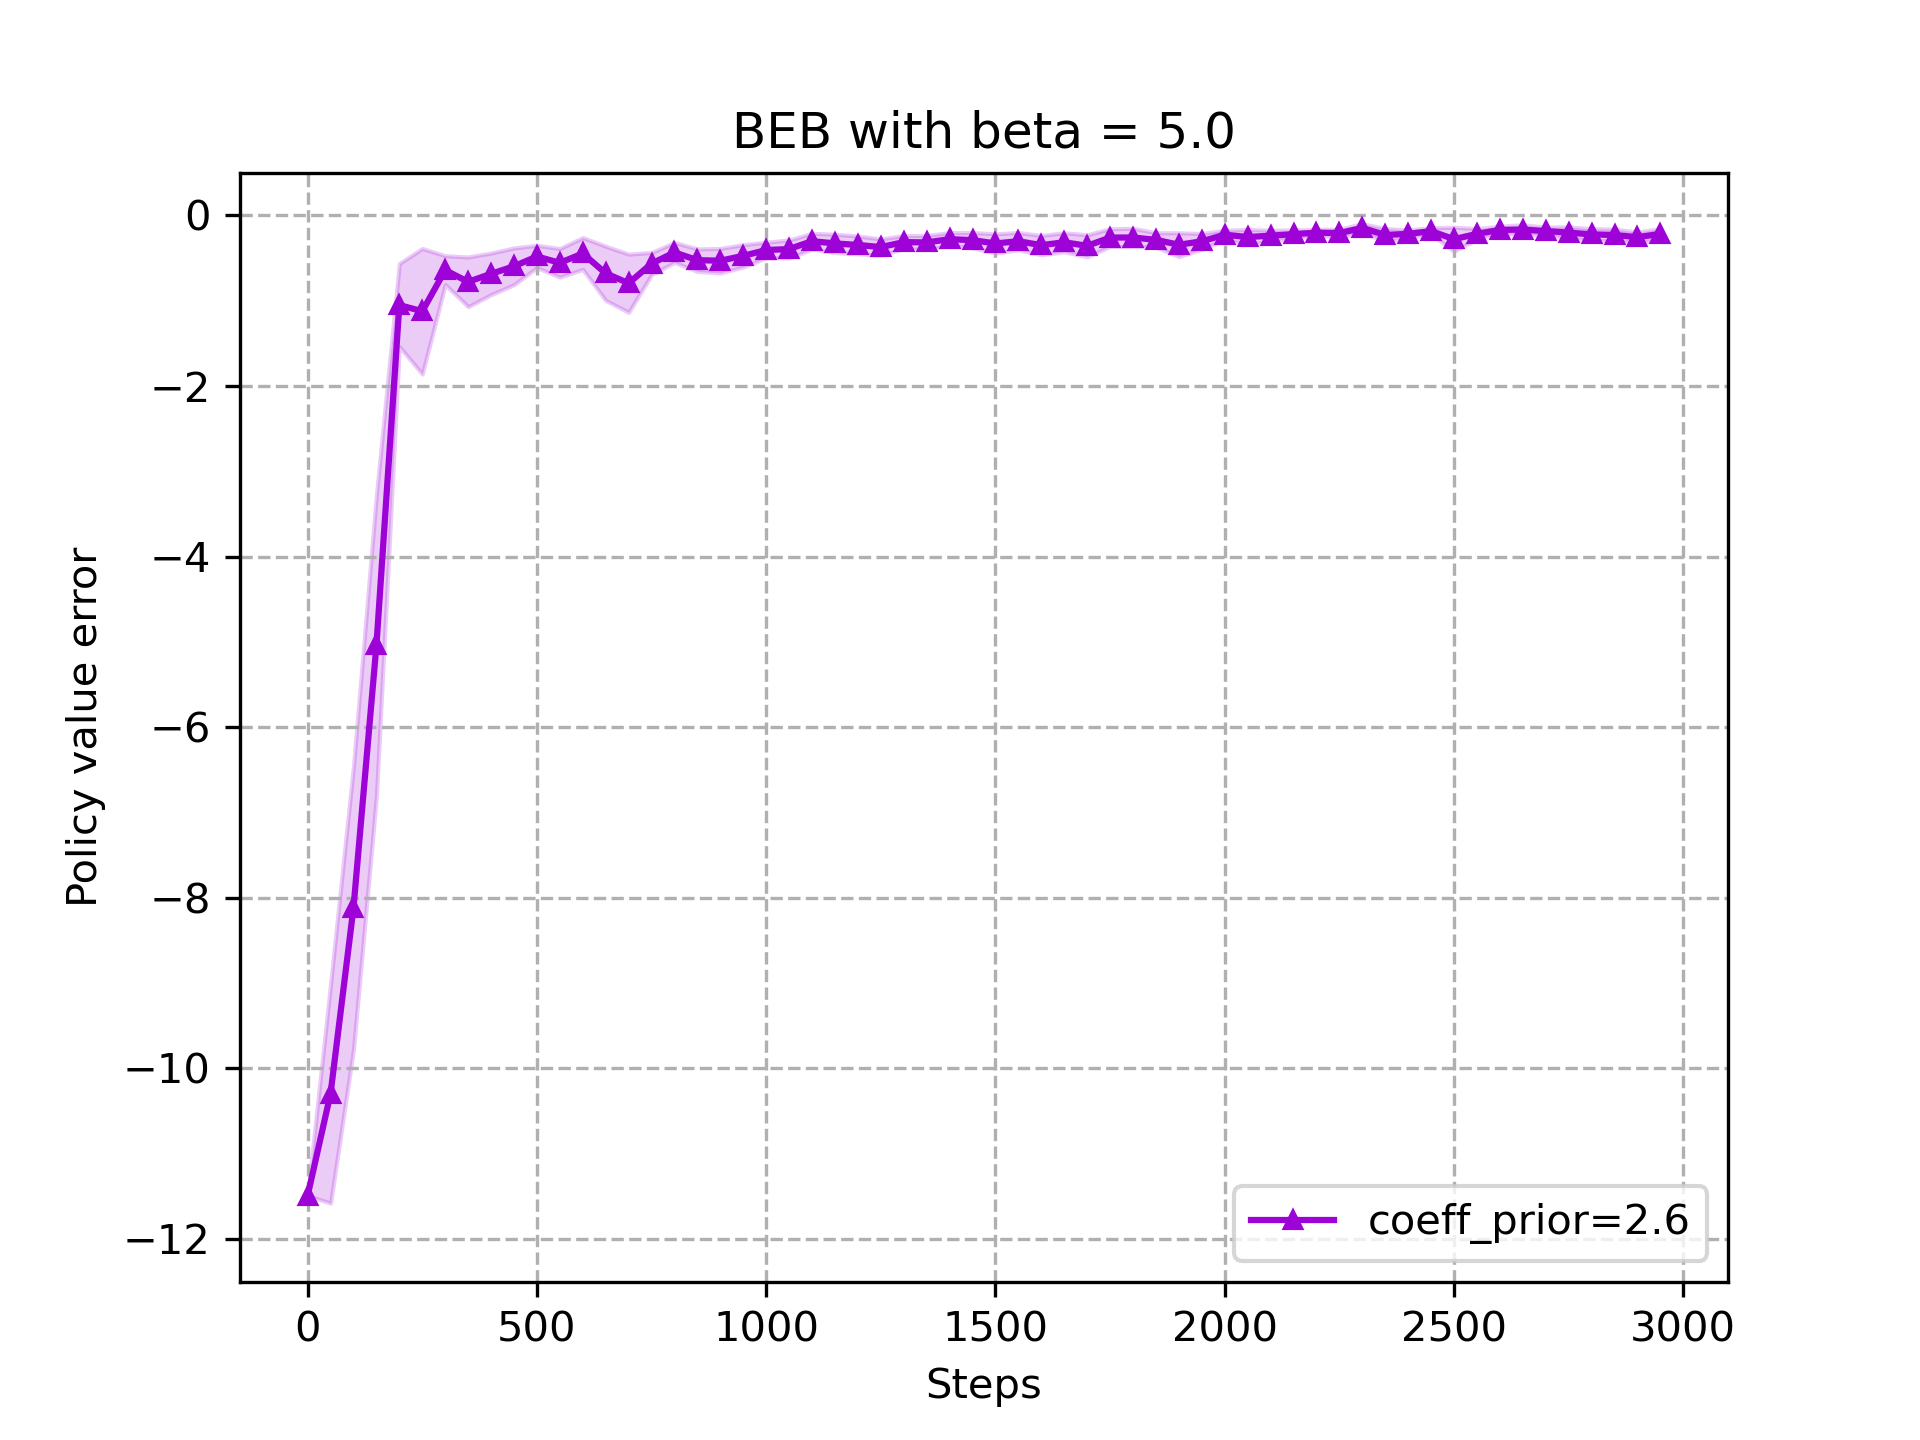 BEB with beta = 5.0
Policy value error
0
−2
−4
−6
−8
−10
−12
coeff_prior=2.6
0 500 1000 1500 2000 2500 3000
Steps